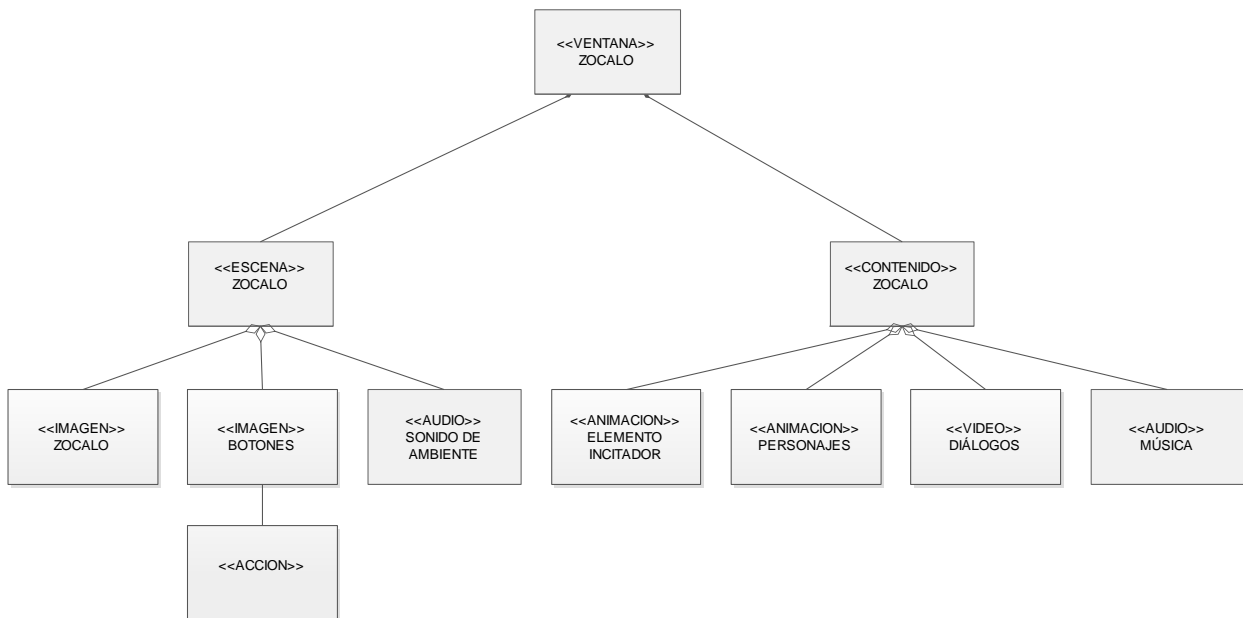 <<VENTANA>>
ZOCALO
<<ESCENA>>
ZOCALO
<<CONTENIDO>>
ZOCALO
<<IMAGEN>>
ZOCALO
<<IMAGEN>>
BOTONES
<<AUDIO>>
SONIDO DE
AMBIENTE
<<ANIMACION>>
ELEMENTO
INCITADOR
<<ANIMACION>>
PERSONAJES
<<VIDEO>>
DIÁLOGOS
<<AUDIO>>
MÚSICA
<<ACCION>>